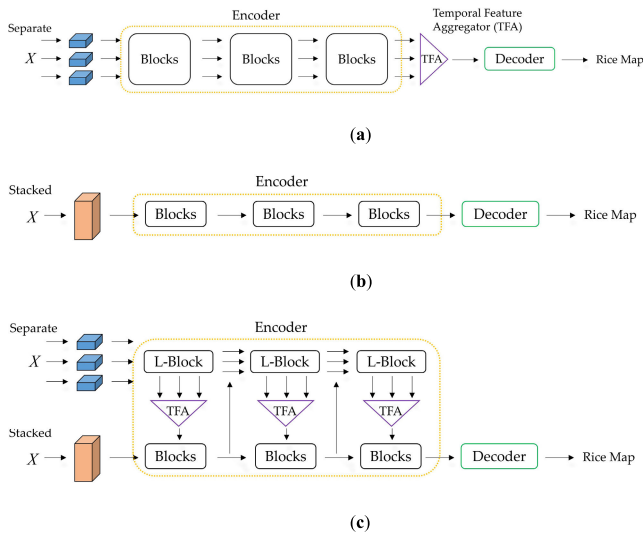 Encoder
Temporal Feature
Aggregator (TFA)
Separate
X
Blocks
Blocks
Blocks
TFA
Decoder
Rice Map
(a)
Encoder
Stacked
X
Blocks
Blocks
Blocks
Decoder
Rice Map
(b)
Encoder
Separate
X
L-Block
L-Block
L-Block
TFA
TFA
TFA
Stacked
X
Blocks
Blocks
Blocks
Decoder
Rice Map
(c)